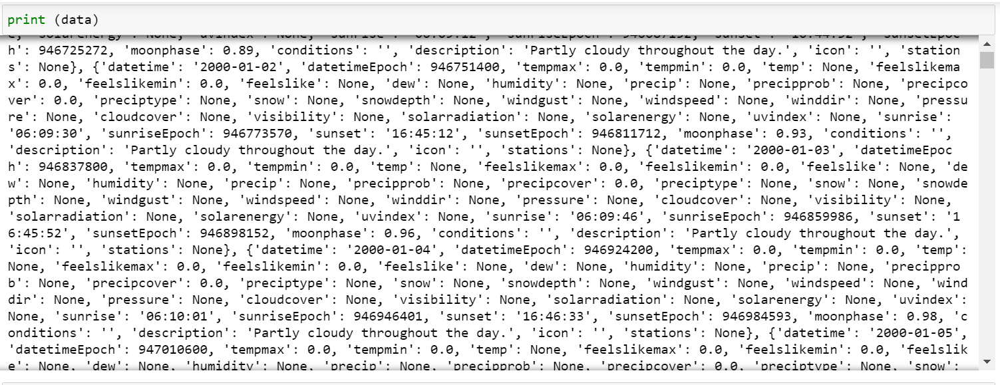 print (data)
e, 'solarenergy': None, 'uvindex': None, 'sunrise': '06:09:12', 'sunriseEpoch': 946687152, 'sunset': '16:44:32', 'sunsetEpoc
h': 946725272, 'moonphase': 0.89, 'conditions': '', 'description': 'Partly cloudy throughout the day.', 'icon': '', 'station
s': None}, {'datetime': '2000-01-02', 'datetimeEpoch': 946751400, 'tempmax': 0.0, 'tempmin': 0.0, 'temp': None, 'feelslikema
x': 0.0, 'feelslikemin': 0.0, 'feelslike': None, 'dew': None, 'humidity': None, 'precip': None, 'precipprob': None, 'precipco
ver': 0.0, 'preciptype': None, 'snow': None, 'snowdepth': None, 'windgust': None, 'windspeed': None, 'winddir': None, 'pressu
re': None, 'cloudcover': None, 'visibility': None, 'solarradiation': None, 'solarenergy': None, 'uvindex': None, 'sunrise':
'06:09:30', 'sunriseEpoch': 946773570, 'sunset': '16:45:12', 'sunsetEpoch': 946811712, 'moonphase': 0.93, 'conditions': '',
'description': 'Partly cloudy throughout the day.', 'icon': '', 'stations': None}, {'datetime': '2000-01-03', 'datetimeEpoc
h': 946837800, 'tempmax': 0.0, 'tempmin': 0.0, 'temp': None, 'feelslikemax': 0.0, 'feelslikemin': 0.0, 'feelslike': None, 'de
w': None, 'humidity': None, 'precip': None, 'precipprob': None, 'precipcover': 0.0, 'preciptype': None, 'snow': None, 'snowde
pth': None, 'windgust': None, 'windspeed': None, 'winddir': None, 'pressure': None, 'cloudcover': None, 'visibility': None,
'solarradiation': None, 'solarenergy': None, 'uvindex': None, 'sunrise': '06:09:46', 'sunriseEpoch': 946859986, 'sunset': '1
6:45:52', 'sunsetEpoch': 946898152, 'moonphase': 0.96, 'conditions': '', 'description': 'Partly cloudy throughout the day.',
'icon': '', 'stations': None}, {'datetime': '2000-01-04', 'datetimeEpoch': 946924200, 'tempmax': 0.0, 'tempmin': 0.0, 'temp':
None, 'feelslikemax': 0.0, 'feelslikemin': 0.0, 'feelslike': None, 'dew': None, 'humidity': None, 'precip': None, 'precippro
b': None, 'precipcover': 0.0, 'preciptype': None, 'snow': None, 'snowdepth': None, 'windgust': None, 'windspeed': None, 'wind
dir': None, 'pressure': None, 'cloudcover': None, 'visibility': None, 'solarradiation': None, 'solarenergy': None, 'uvindex':
None, 'sunrise': '06:10:01', 'sunriseEpoch': 946946401, 'sunset': '16:46:33', 'sunsetEpoch': 946984593, 'moonphase': 0.98, 'c
onditions': '', 'description': 'Partly cloudy throughout the day.', 'icon': '', 'stations': None}, {'datetime': '2000-01-05',
'datetimeEpoch': 947010600, 'tempmax': 0.0, 'tempmin': 0.0, 'temp': None, 'feelslikemax': 0.0, 'feelslikemin': 0.0, 'feelslik
e': None, 'dew': None, 'humidity': None, 'precip': None, 'precipprob': None, 'precipcover': 0.0, 'preciptype': None, 'snow':